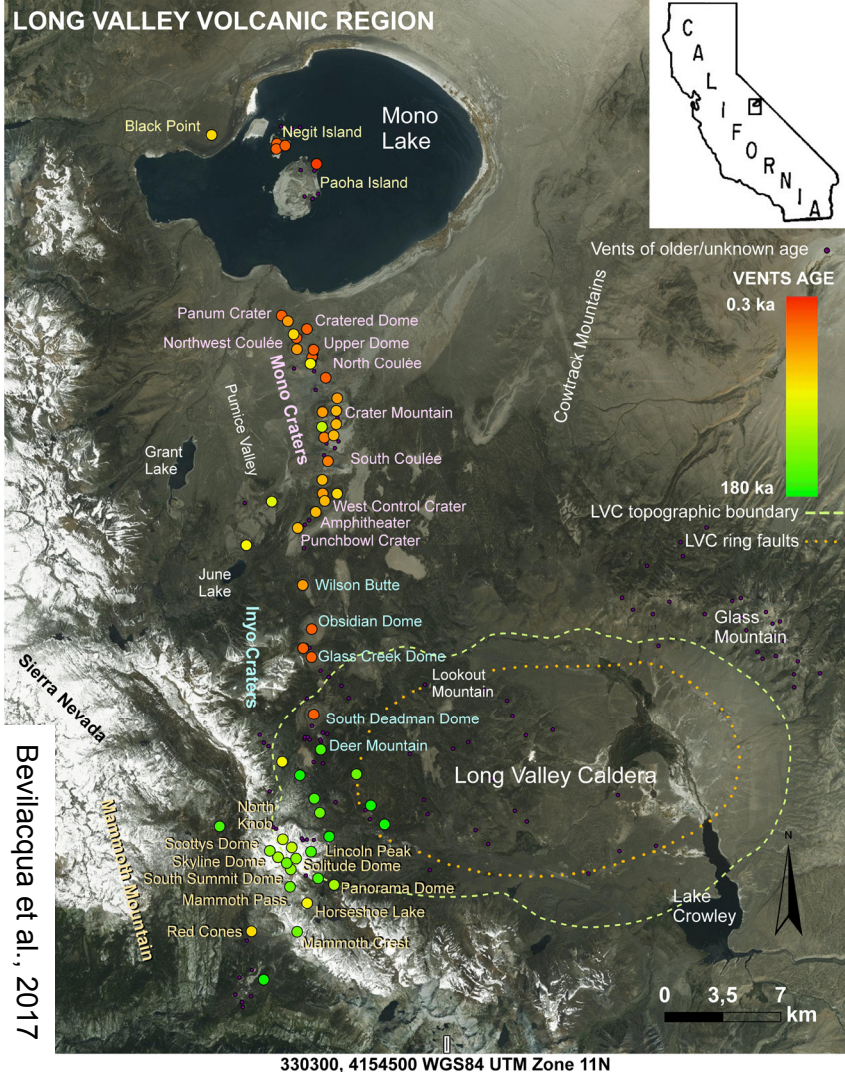 LONG VALLEY VOLCANIC REGION
CALIFORNIA
Mono
Lake
Black Point
Negit Island
Paoha Island
Vents of older/unknown age
VENTS AGE
0.3 ka
180 ka
LVC topographic boundary
LVC ring faults
Cowtrack Mountains
Panum Crater
Cratered Dome
Northwest Coulée
Upper Dome
North Coulée
Mono Craters
Pumice Valley
Crater Mountain
Grant
Lake
South Coulée
West Control Crater
Amphitheater
Punchbowl Crater
June
Lake
Wilson Butte
Inyo Craters
Obsidian Dome
Glass Creek Dome
Glass
Mountain
Sierra Nevada
Lookout
Mountain
South Deadman Dome
Deer Mountain
Long Valley Caldera
North
Knob
Scottys Dome
Lincoln Peak
Skyline Dome
Solitude Dome
South Summit Dome
Panorama Dome
Mammoth Pass
Horseshoe Lake
Mammoth Mountain
Red Cones
Mammoth Crest
Lake
Crowley
N
0 3,5 7
km
Bevilacqua et al., 2017
330300, 4154500 WGS84 UTM Zone 11N